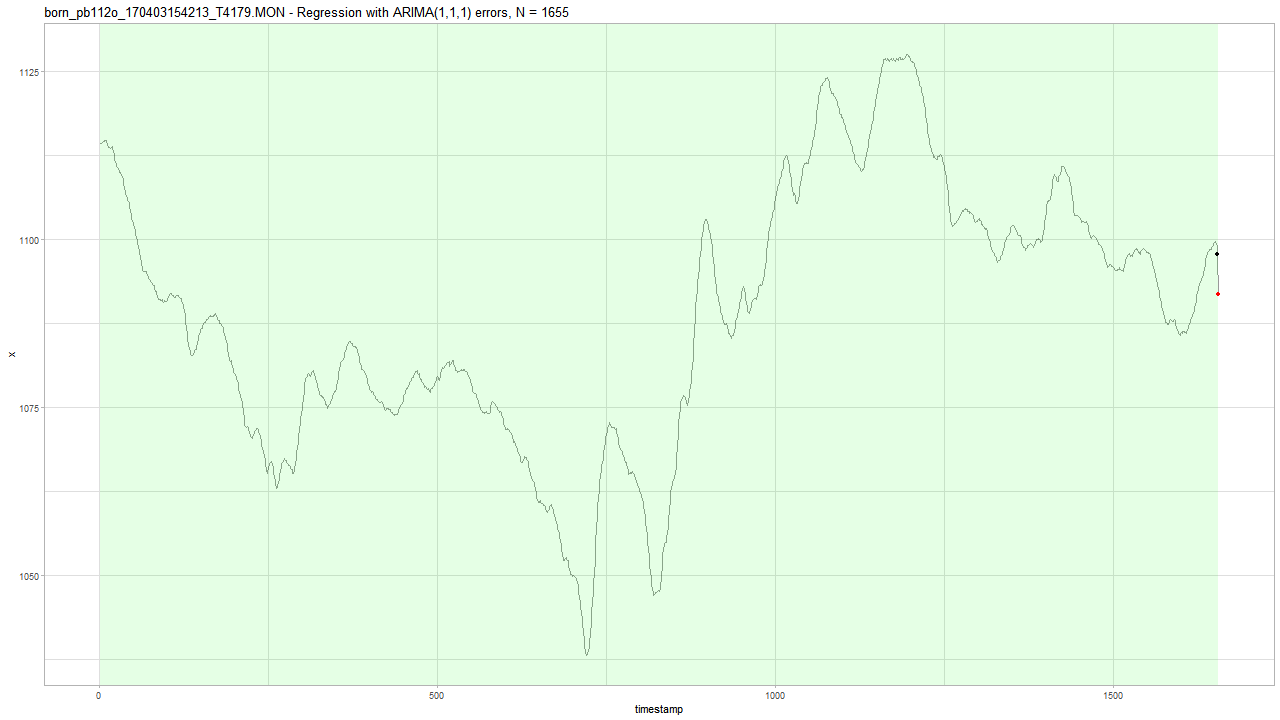 born_pb112o_170403154213_T4179.MON - Regression with ARIMA(1,1,1) errors, N = 1655
1125
1100
x
1075
1050
0 500 1000 1500
timestamp